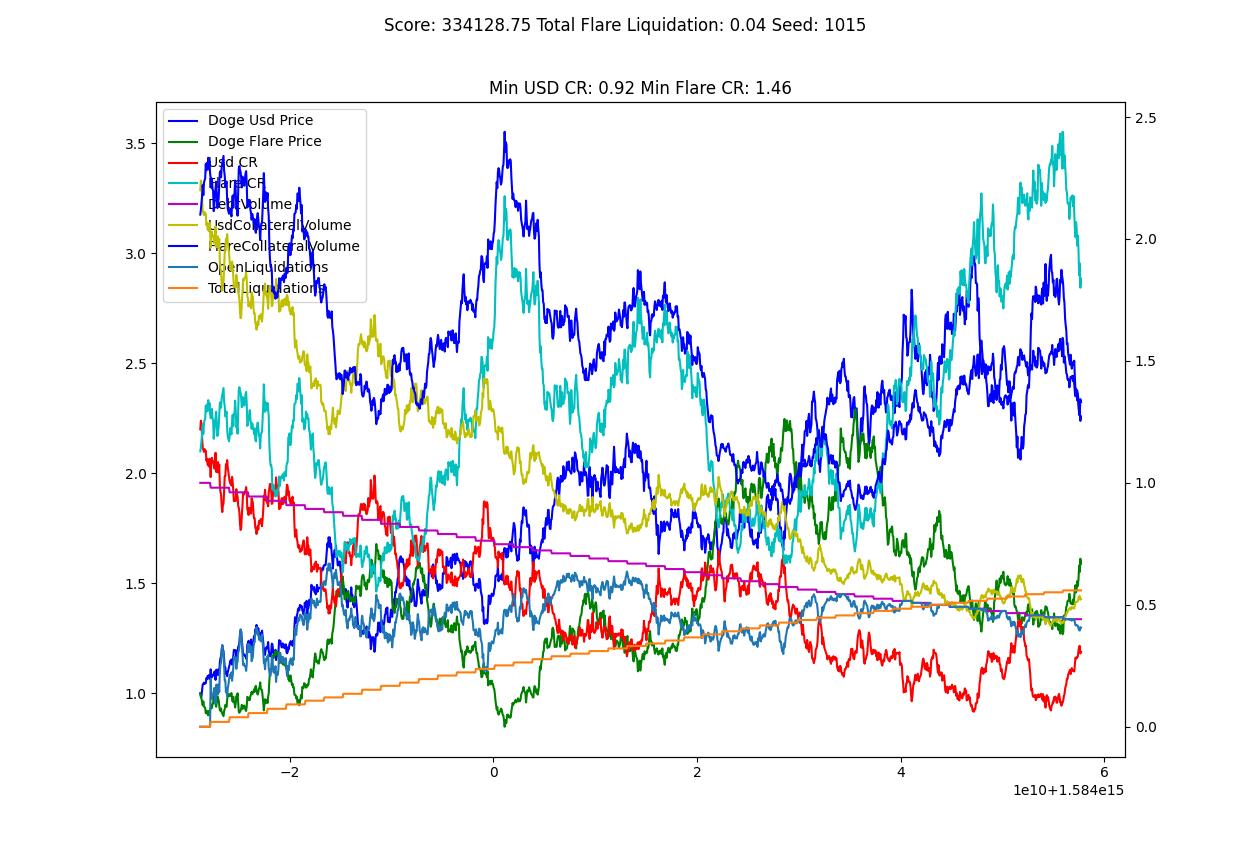 Score: 334128.75 Total Flare Liquidation: 0.04 Seed: 1015
Min USD CR: 0.92 Min Flare CR: 1.46
Doge Usd Price
Doge Flare Price
Usd CR
Flare CR
DebtVolume
UsdCollateralVolume
FlareCollateralVolume
OpenLiquidations
TotalLiquidations
3.5
3.0
2.5
2.0
1.5
1.0
2.5
2.0
1.5
1.0
0.5
0.0
−2 0 2 4 6
1e10+1.584e15